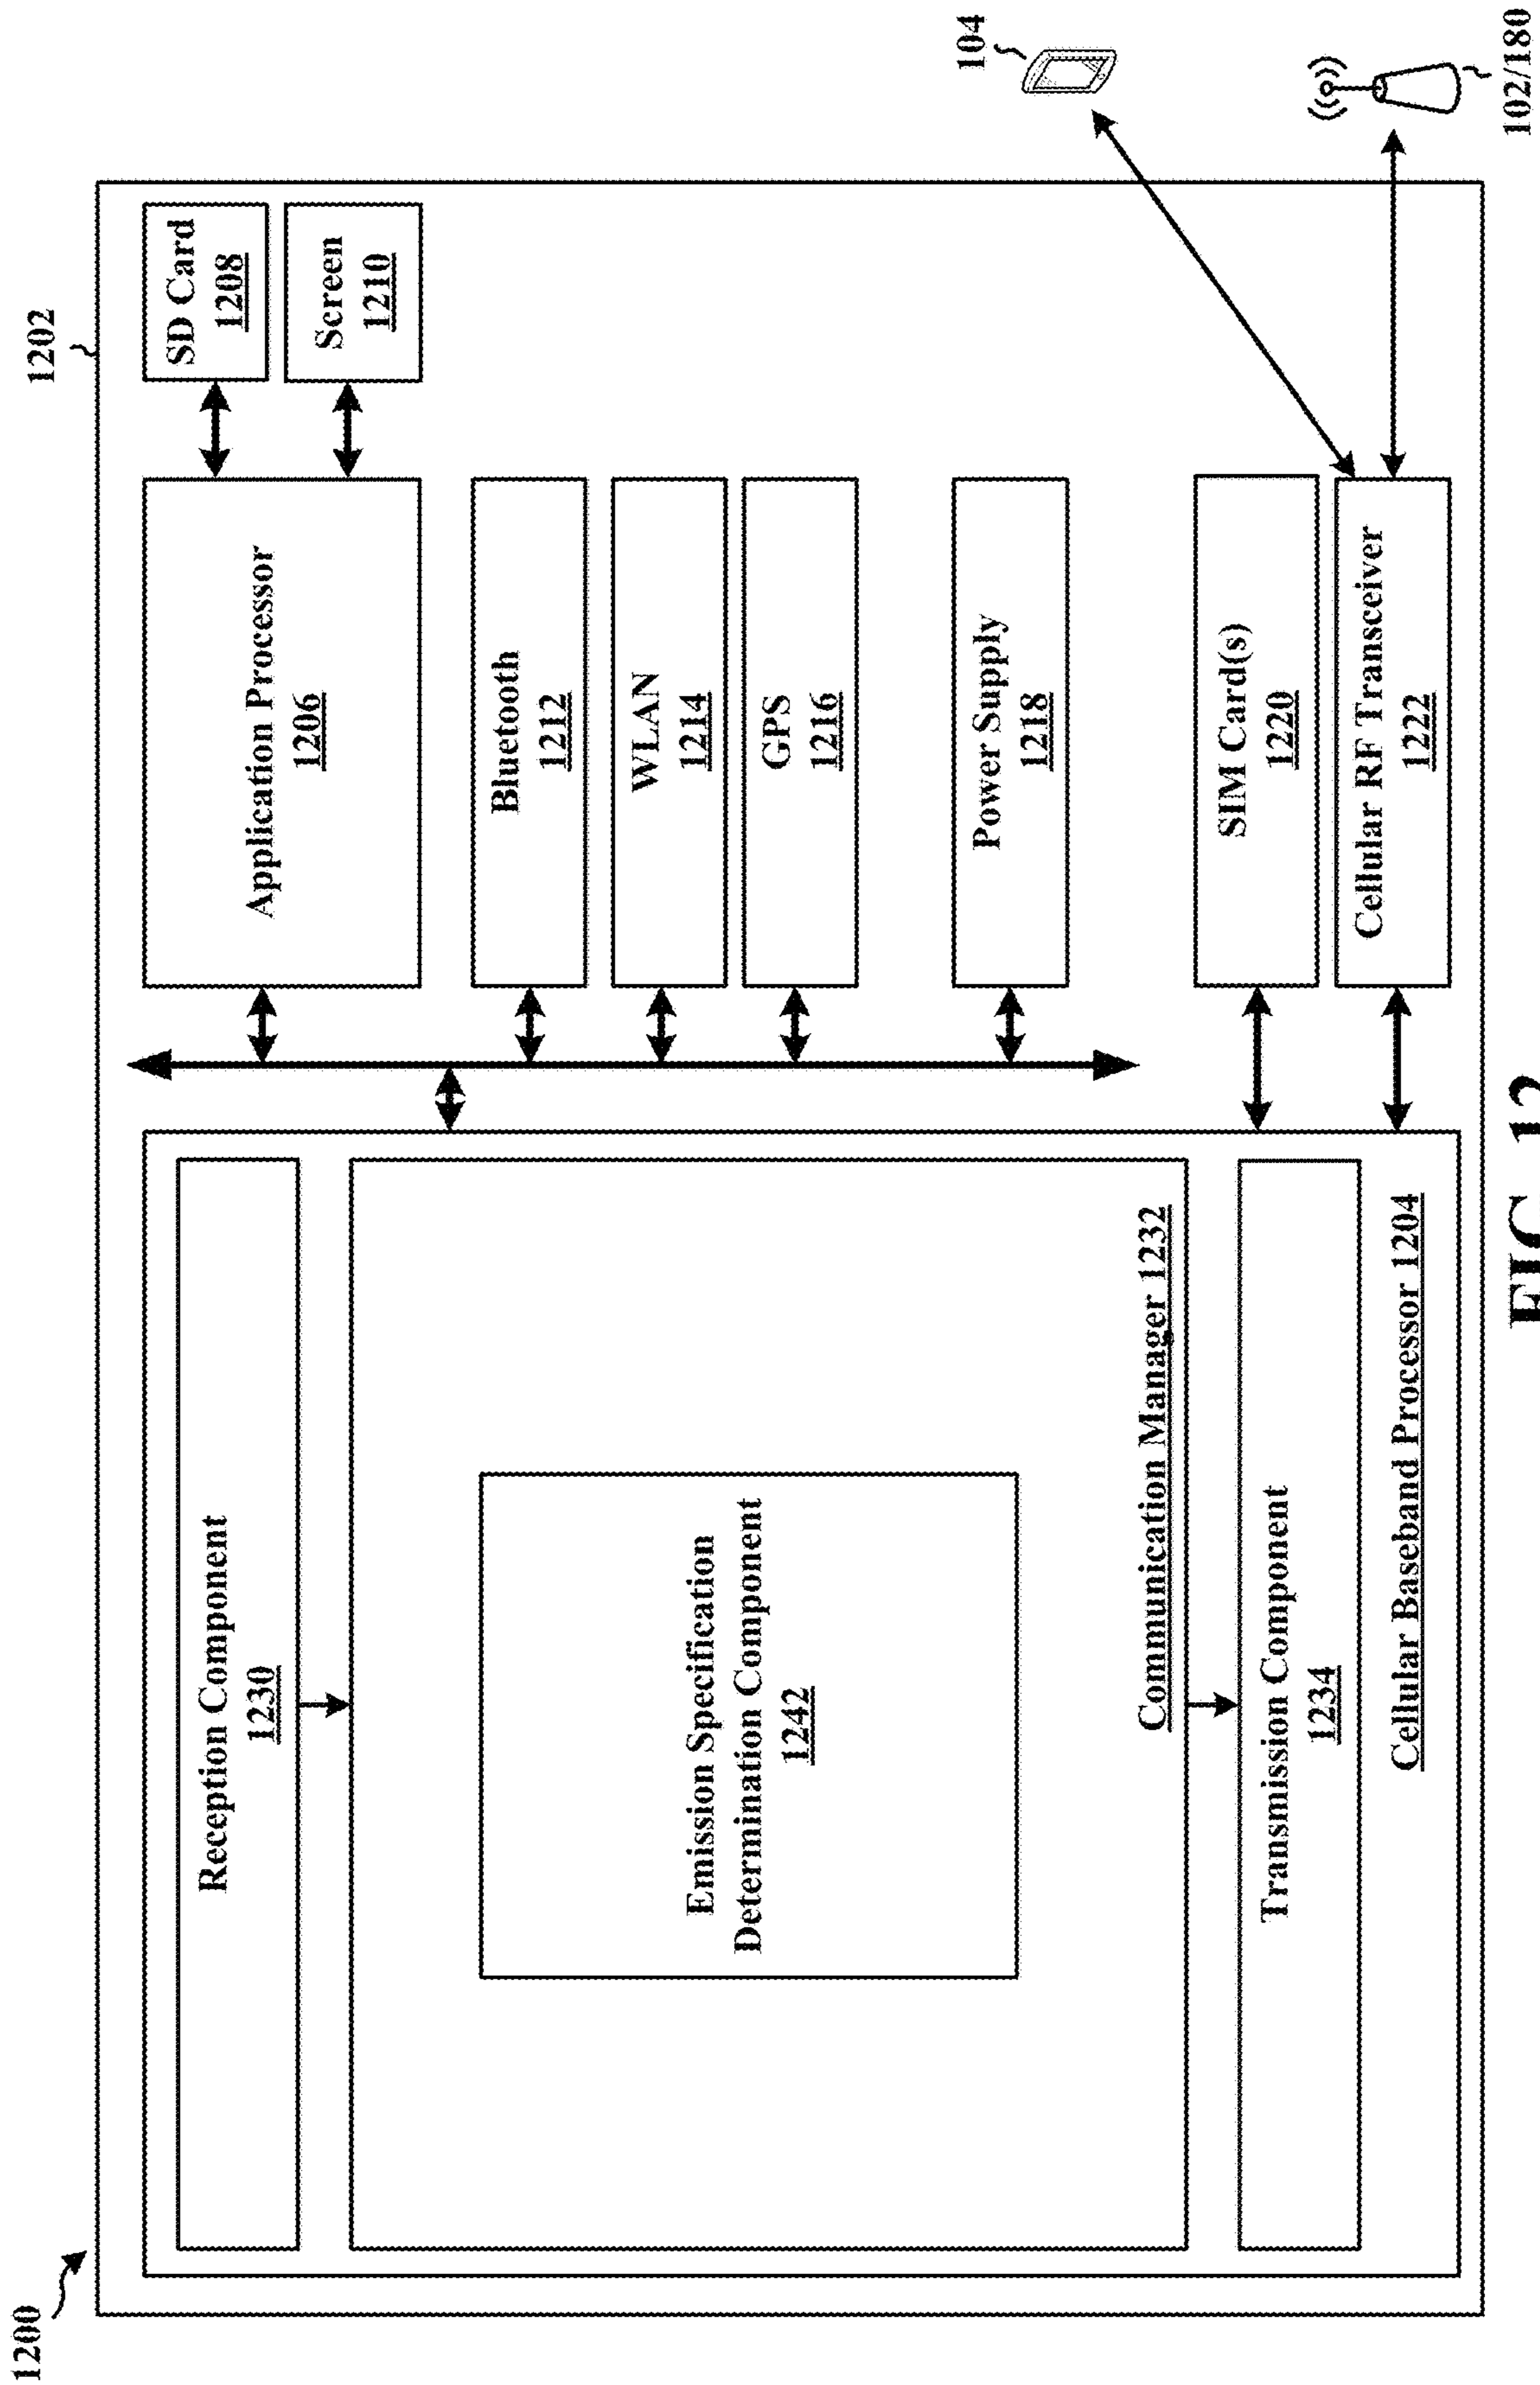 1200
1202
Reception Component
1230
Emission Specification
Determination Component
1242
Communication Manager 1232
Transmission Component
1234
Cellular Baseband Processor 1204
Application Processor
1206
SD Card
1208
Screen
1210
Bluetooth
1212
WLAN
1214
GPS
1216
Power Supply
1218
SIM Card(s)
1220
Cellular RF Transceiver
1222
104
102/180
FIG. 12